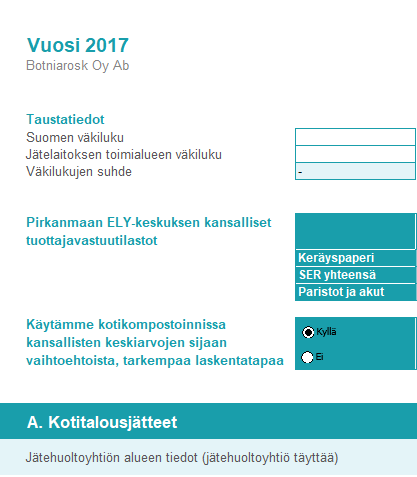 Vuosi 2017
Botniarosk Oy Ab
Taustatiedot
Suomen väkiluku
Jätelaitoksen toimialueen väkiluku
Väkilukujen suhde
-
Pirkanmaan ELY-keskuksen kansalliset
tuottajavastuutilastot
Keräyspaperi
SER yhteensä
Paristot ja akut
Käytämme kotikompostoinnissa
kansallisten keskiarvojen sijaan
vaihtoehtoista, tarkempaa laskentatapaa
Kyllä
Ei
A. Kotitalousjätteet
Jätehuoltoyhtiön alueen tiedot (jätehuoltoyhtiö täyttää)